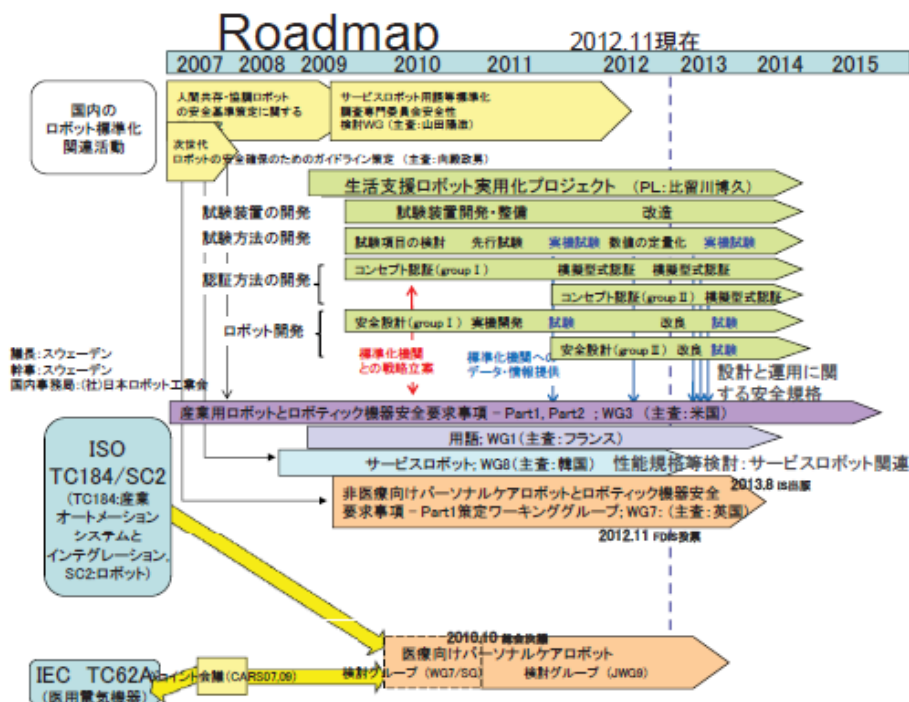 Roadmap
2012.11現在
2007 2008 2009 2010 2011 2012 2013 2014 2015
国内の
ロボット標準化
関連活動
人間共存・協調ロボット
の安全基準策定に関する
サービスロボット用語等標準化
調査専門委員会安全性
検討WG (主査:山田陽滋)
次世代
ロボットの安全確保のためのガイドライン策定 (主査:向殿政男)
生活支援ロボット実用化プロジェクト (PL:比留川博久)
試験装置の開発
試験装置開発・整備 改造
試験方法の開発
試験項目の検討 先行試験 実機試験 数値の定量化 実機試験
認証方法の開発
コンセプト認証(group I) 模擬型式認証 模擬型式認証
コンセプト認証(group II) 模擬型式認証
ロボット開発
安全設計(group I) 実機開発 試験 改良 試験
安全設計(group II) 改良 試験
標準化機関
との戦略立案
標準化機関への
データ・情報提供
設計と運用に関
する安全規格
議長:スウェーデン
幹事:スウェーデン
国内事務局:(社)日本ロボット工業会
産業用ロボットとロボティック機器安全要求事項 - Part1, Part2 ;WG3 (主査:米国)
用語;WG1(主査:フランス)
サービスロボット;WG8(主査:韓国)
性能規格等検討:サービスロボット関連
2013.8 IS出版
非医療向けパーソナルケアロボットとロボティック機器安全
要求事項 - Part1策定ワーキンググループ;WG7: (主査:英国)
2012.11 FDIS投票
ISO
TC184/SC2
(TC184:産業
オートメーション
システムと
インテグレーション,
SC2:ロボット)
2010.10 総会決議
医療向けパーソナルケアロボット
検討グループ (WG7/SG)
検討グループ (JWG9)
IEC TC62A
(医用電気機器)
ジョイント会議(CARS07,09)